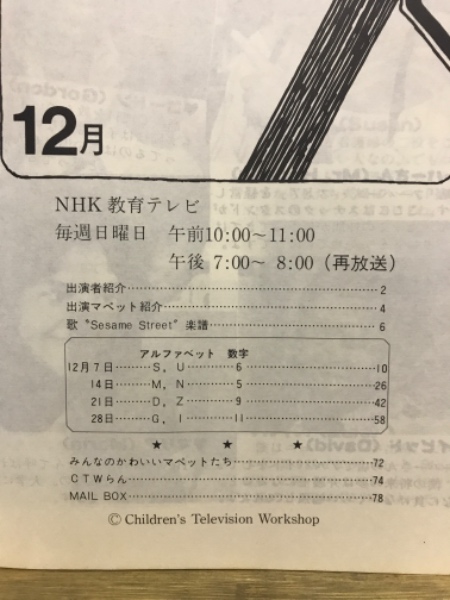 12月
NHK 教育テレビ
毎週日曜日 午前10:00〜11:00
午後 7:00〜 8:00 (再放送)
出演者紹介…………2
出演マペット紹介…………4
歌〝Sesame Street〟楽譜…………6
アルファベット 数字
12月7日………S, U………6…………10
14日………M, N………5…………26
21日………D, Z………9…………42
28日………G, I………11…………58
★ ★ ★
みんなのかわいいマペットたち…………72
CTWらん…………74
MAIL BOX…………78
© Children's Television Workshop